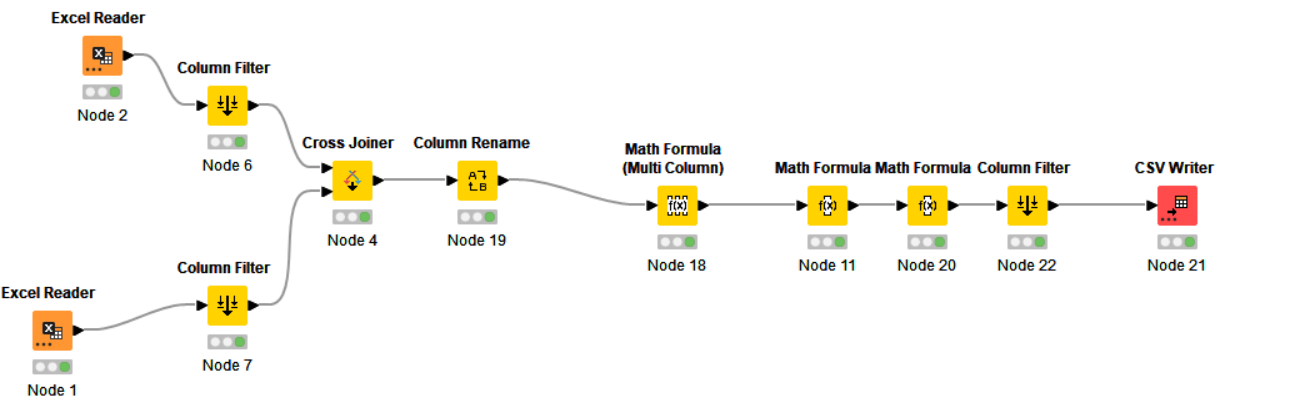 Excel Reader
Node 2
Column Filter
Node 6
Cross Joiner
Node 4
Column Rename
Node 19
Math Formula
(Multi Column)
f(x)
Node 18
Math Formula
f(x)
Node 11
Math Formula
f(x)
Node 20
Column Filter
Node 22
CSV Writer
Node 21
Column Filter
Node 7
Excel Reader
Node 1